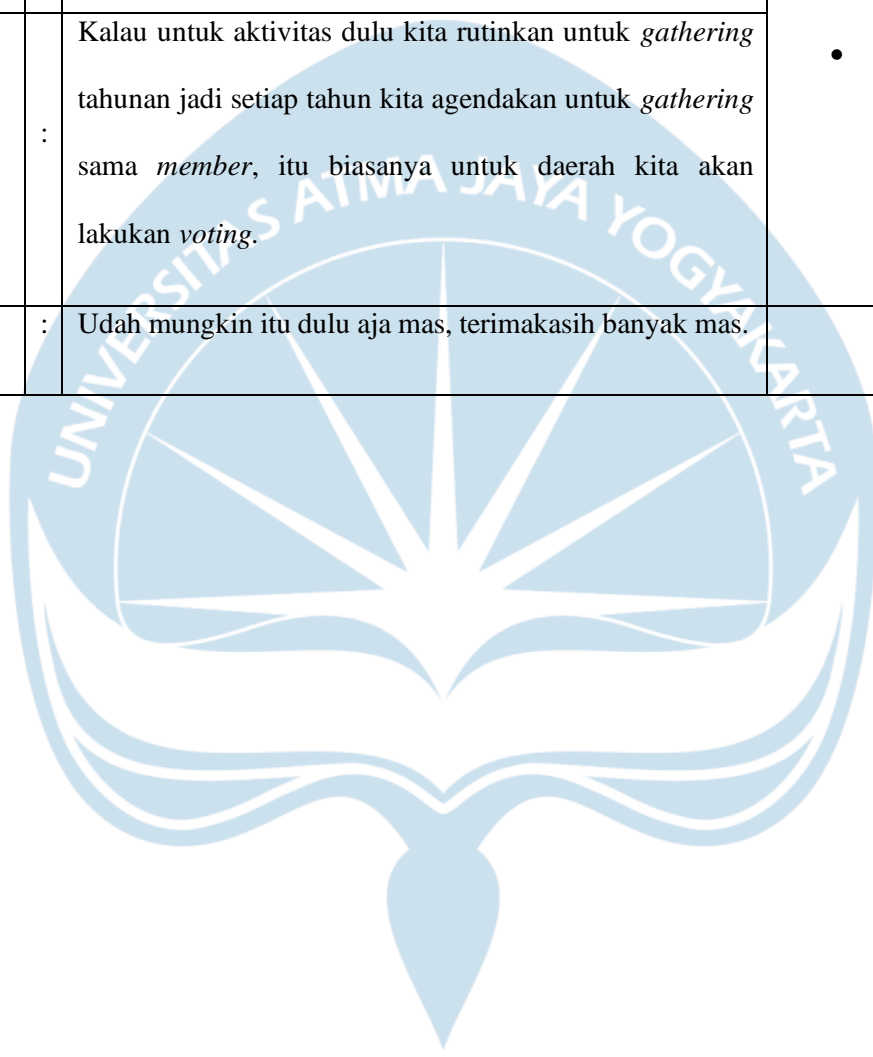 Kalau untuk aktivitas dulu kita rutinkan untuk gathering
tahunan jadi setiap tahun kita agendakan untuk gathering
: sama member, itu biasanya untuk daerah kita akan
lakukan voting.
•
: Udah mungkin itu dulu aja mas, terimakasih banyak mas.
UNIVERSITAS ATMA JAYA YOGYAKARTA